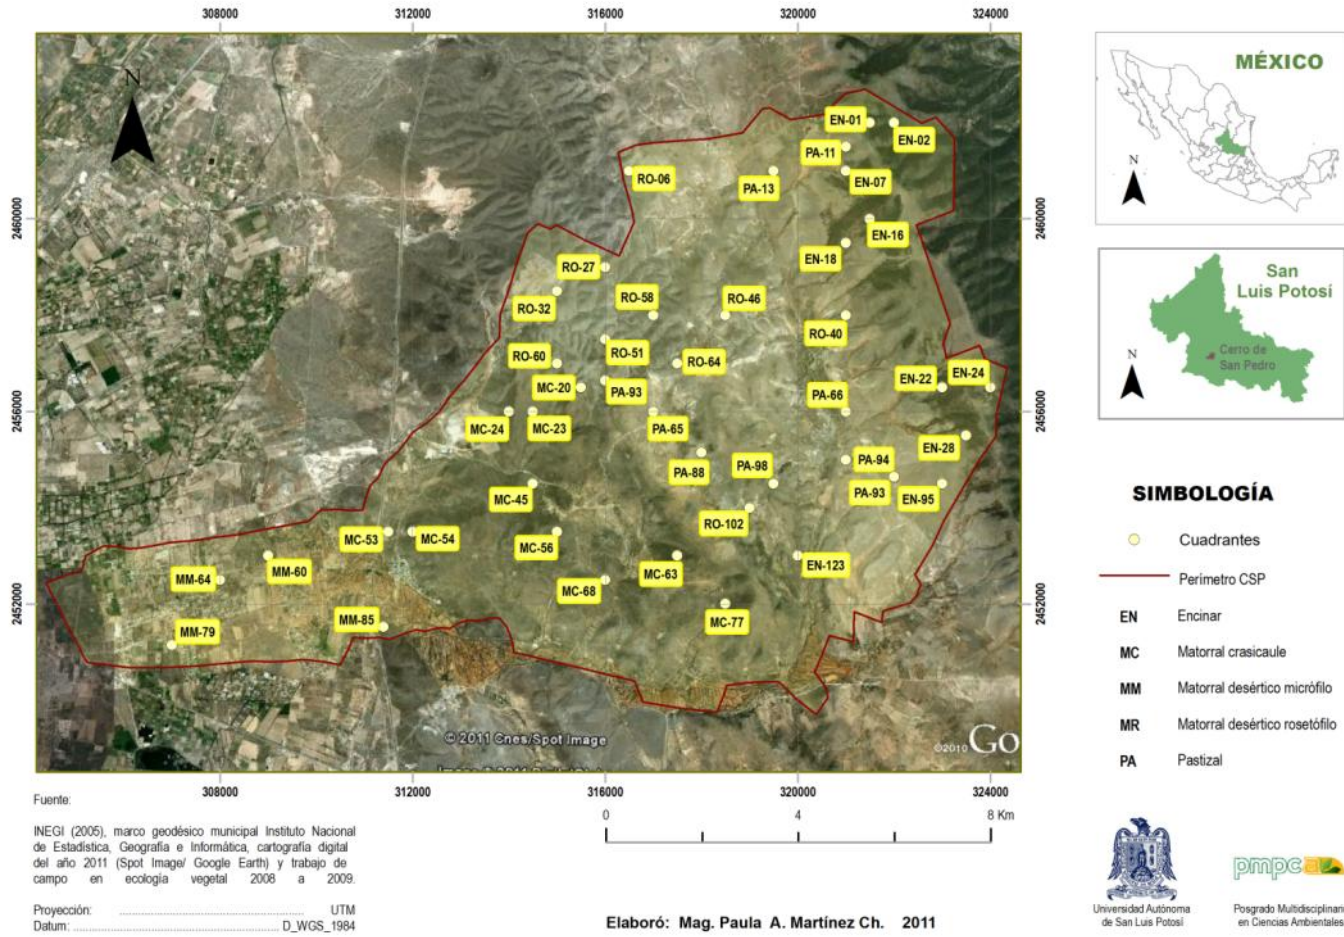 308000 312000 316000 320000 324000
N
EN-01
EN-02
PA-11
RO-06
PA-13
EN-07
2460000
2460000
EN-16
EN-18
RO-27
RO-58
RO-46
RO-32
RO-40
RO-51
RO-60
RO-64
EN-24
EN-22
MC-20
PA-93
PA-66
2456000
2456000
MC-24
MC-23
PA-65
EN-28
PA-98
PA-94
PA-88
MC-45
PA-93
EN-95
RO-102
MC-53
MC-54
MC-56
EN-123
MM-60
MC-63
MM-64
MC-68
2452000
2452000
MM-85
MC-77
MM-79
© 2011 Cnes/Spot Image
©2010 Go
308000 312000 316000 320000 324000
0 4 8 Km
MÉXICO
N
San
Luis Potosí
Cerro de
San Pedro
N
SIMBOLOGÍA
Cuadrantes
Perímetro CSP
EN Encinar
MC Matorral crasicaule
MM Matorral desértico micrófilo
MR Matorral desértico rosetófilo
PA Pastizal
Fuente:
INEGI (2005), marco geodésico municipal Instituto Nacional
de Estadística, Geografía e Informática, cartografía digital
del año 2011 (Spot Image/ Google Earth) y trabajo de
campo en ecología vegetal 2008 a 2009.
Proyección: UTM
Datum: D_WGS_1984
Elaboró: Mag. Paula A. Martínez Ch. 2011
Universidad Autónoma
de San Luis Potosí
pmpca
Posgrado Multidisciplinario
en Ciencias Ambientales